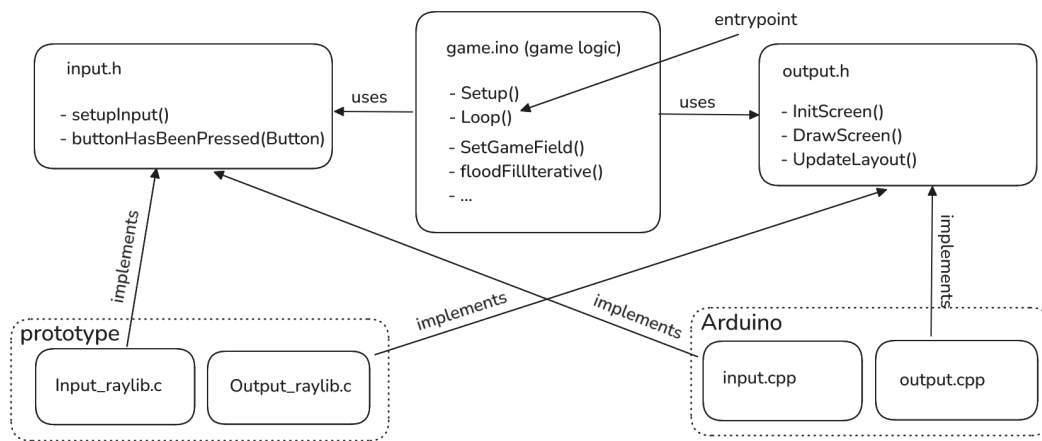 entrypoint
input.h
- setupInput()
- buttonHasBeenPressed(Button)
uses
game.ino (game logic)
- Setup()
- Loop()
- SetGameField()
- floodFillIterative()
- ...
uses
output.h
- InitScreen()
- DrawScreen()
- UpdateLayout()
implements
implements
implements
implements
prototype
Input_raylib.c
Output_raylib.c
Arduino
input.cpp
output.cpp